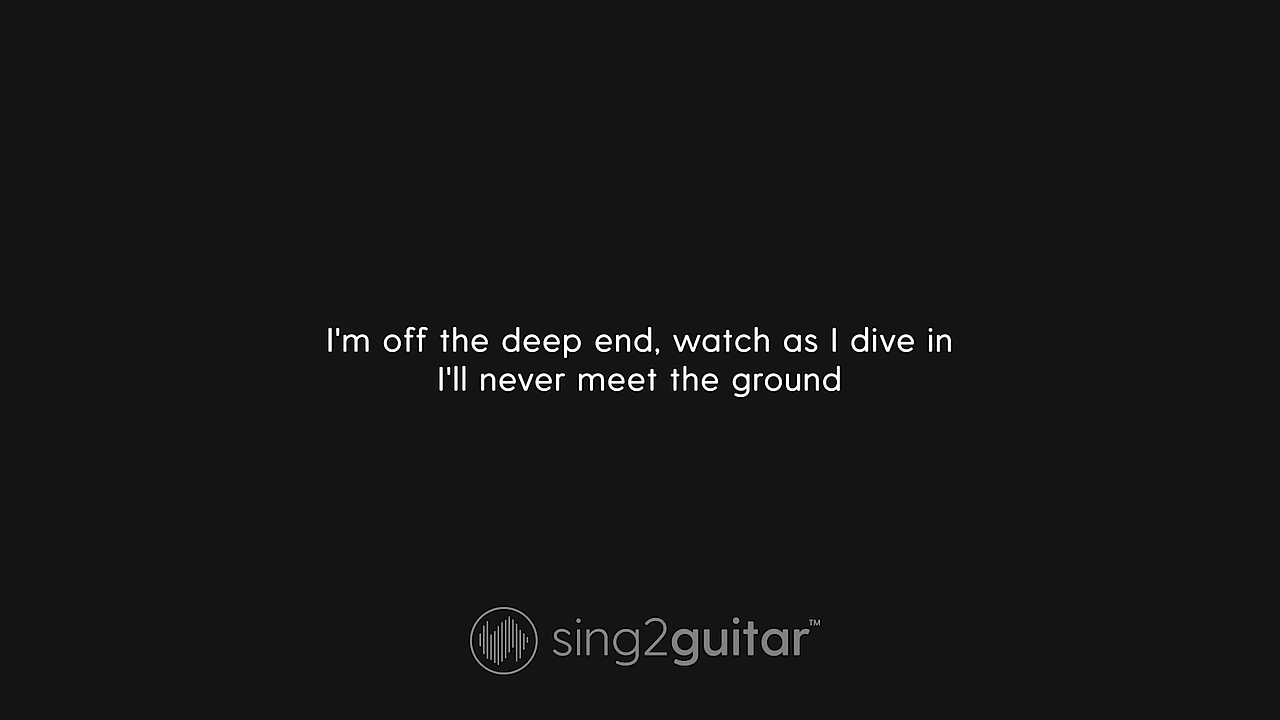 I'm off the deep end, watch as I dive in
I'll never meet the ground
sing2guitar™